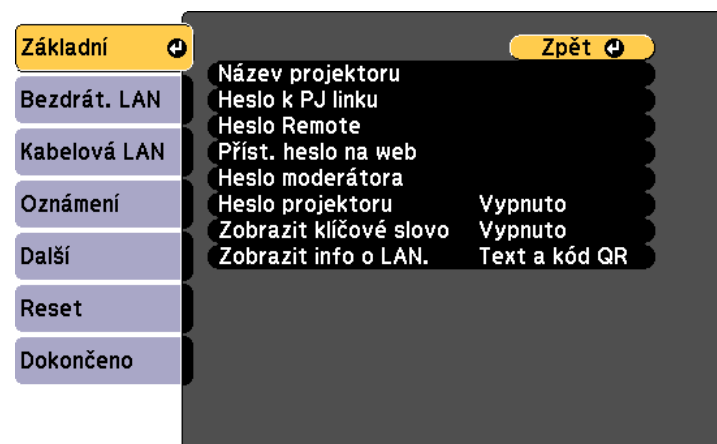 Základní
Bezdrát. LAN
Kabelová LAN
Oznámení
Další
Reset
Dokončeno
Zpět
Název projektoru
Heslo k PJ linku
Heslo Remote
Příst. heslo na web
Heslo moderátora
Heslo projektoru Vypnuto
Zobrazit klíčové slovo Vypnuto
Zobrazit info o LAN. Text a kód QR